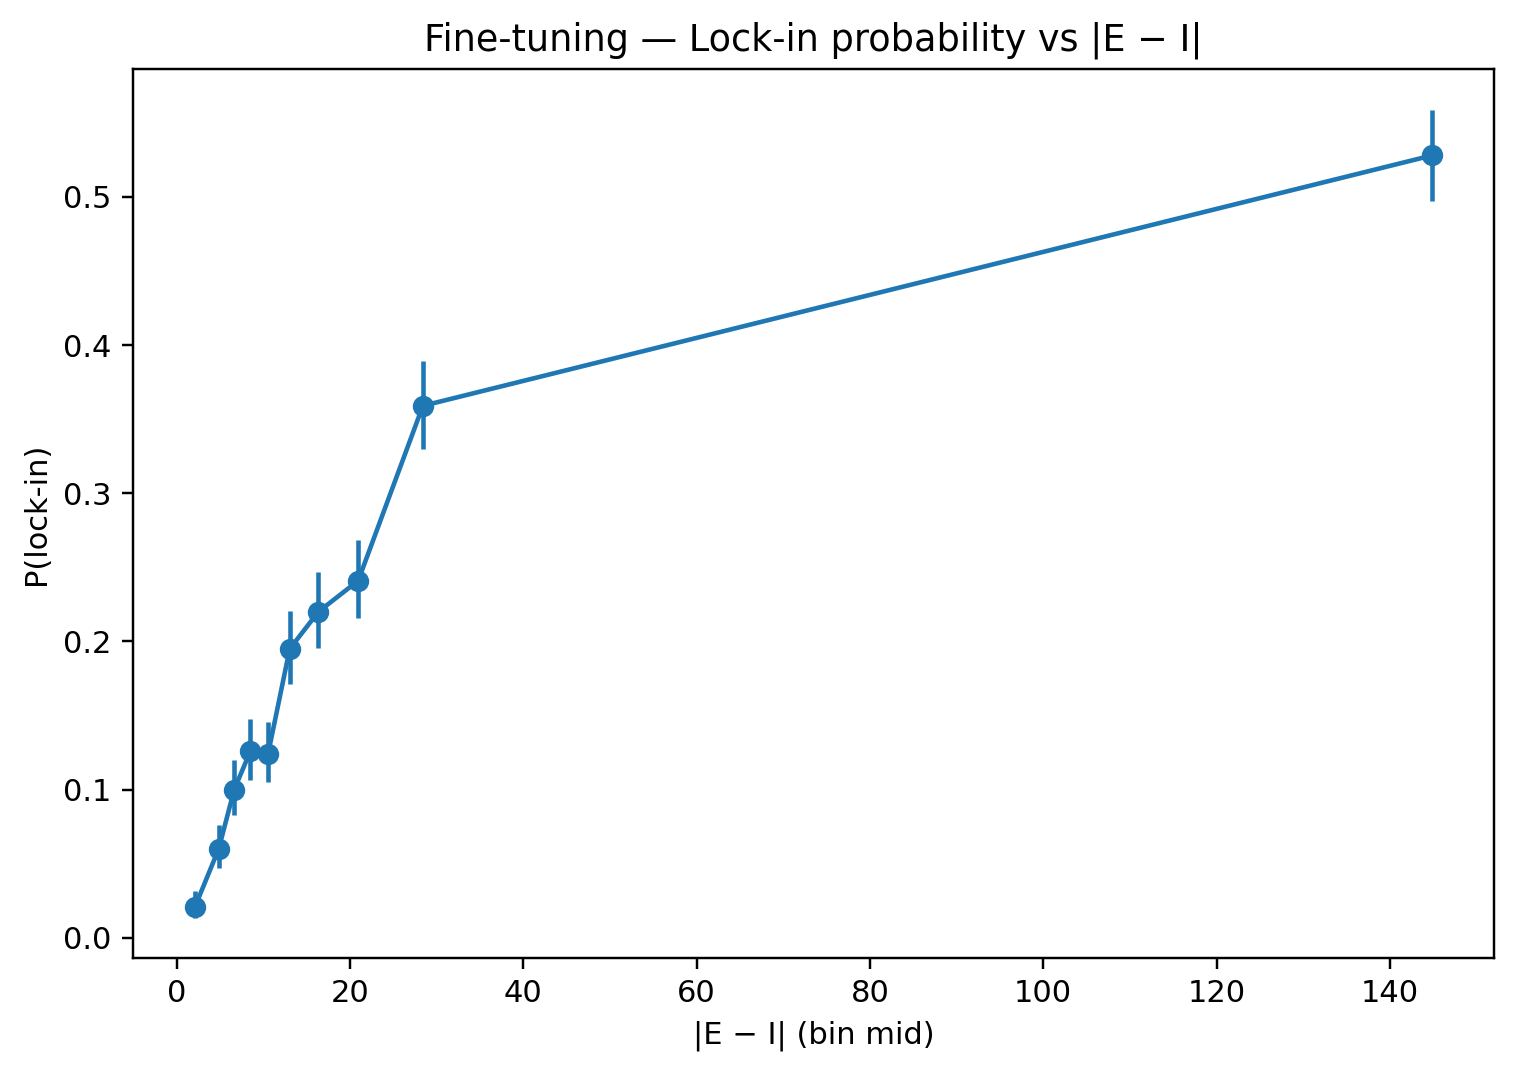 Fine-tuning — Lock-in probability vs |E − I|
P(lock-in)
0.5
0.4
0.3
0.2
0.1
0.0
0 20 40 60 80 100 120 140
|E − I| (bin mid)